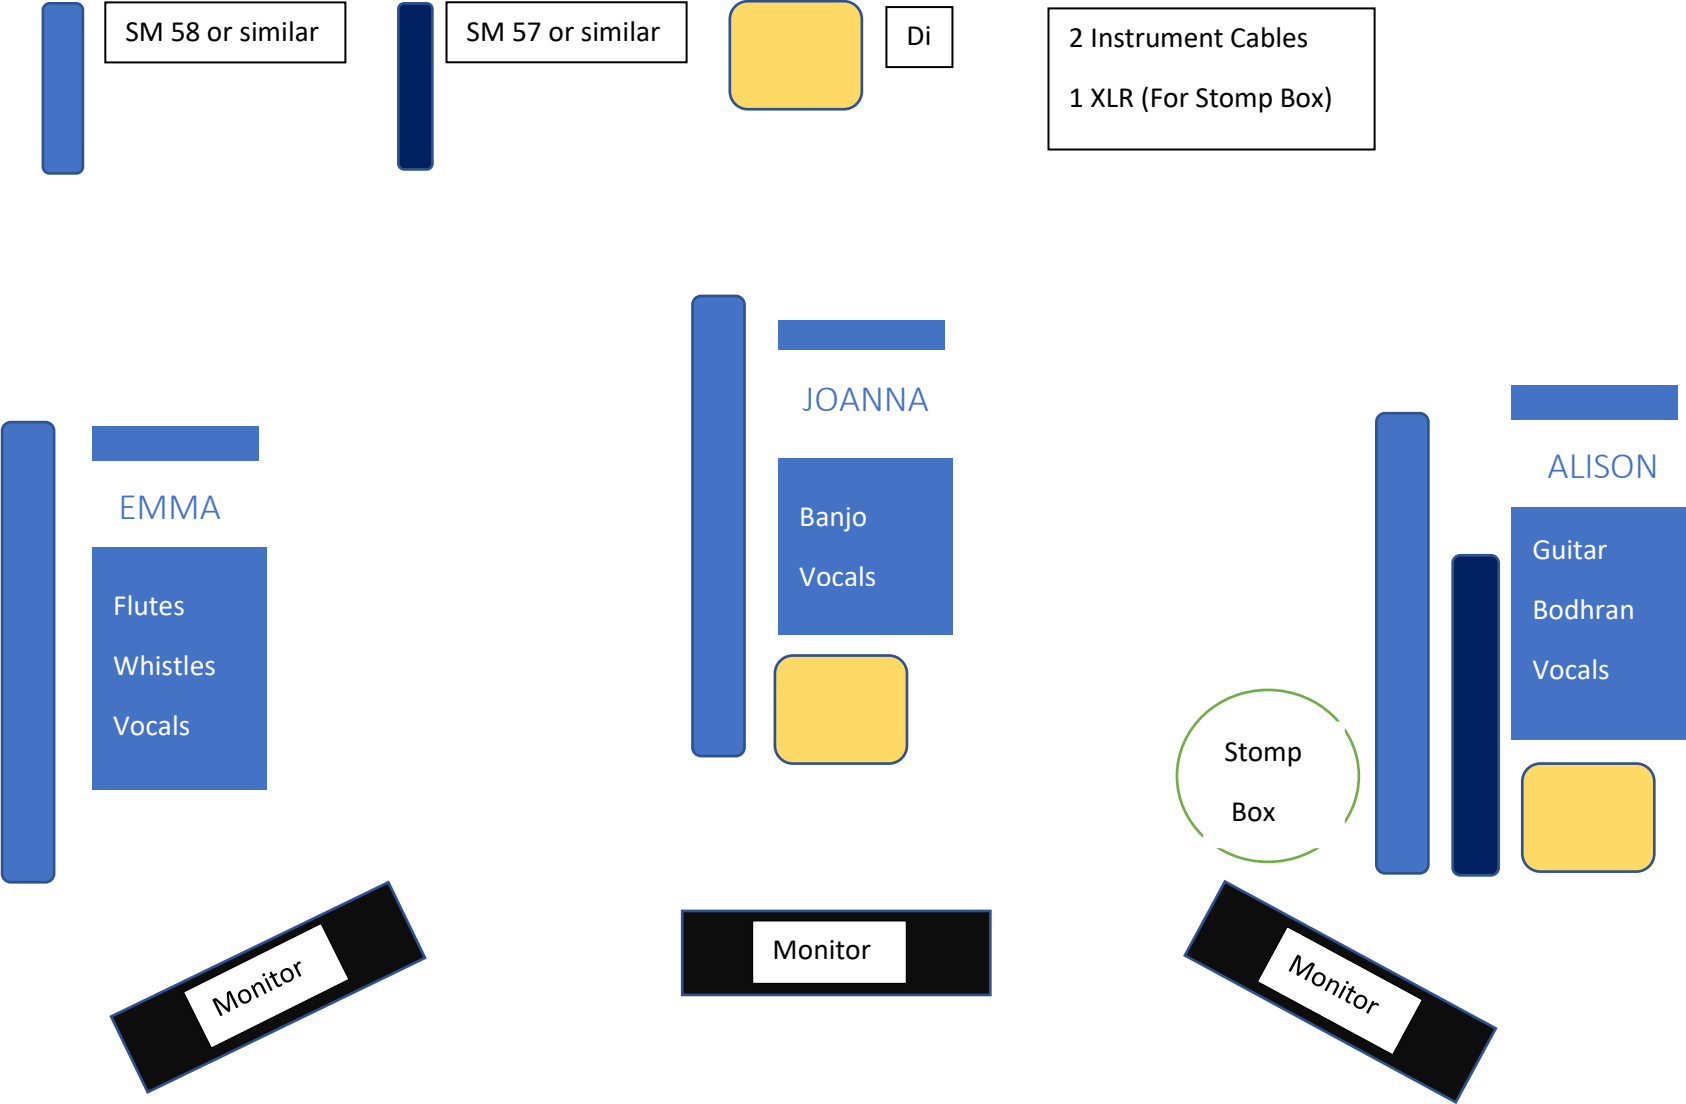 SM 58 or similar
SM 57 or similar
Di
2 Instrument Cables
1 XLR (For Stomp Box)
EMMA
Flutes
Whistles
Vocals
JOANNA
Banjo
Vocals
ALISON
Guitar
Bodhran
Vocals
Stomp
Box
Monitor
Monitor
Monitor